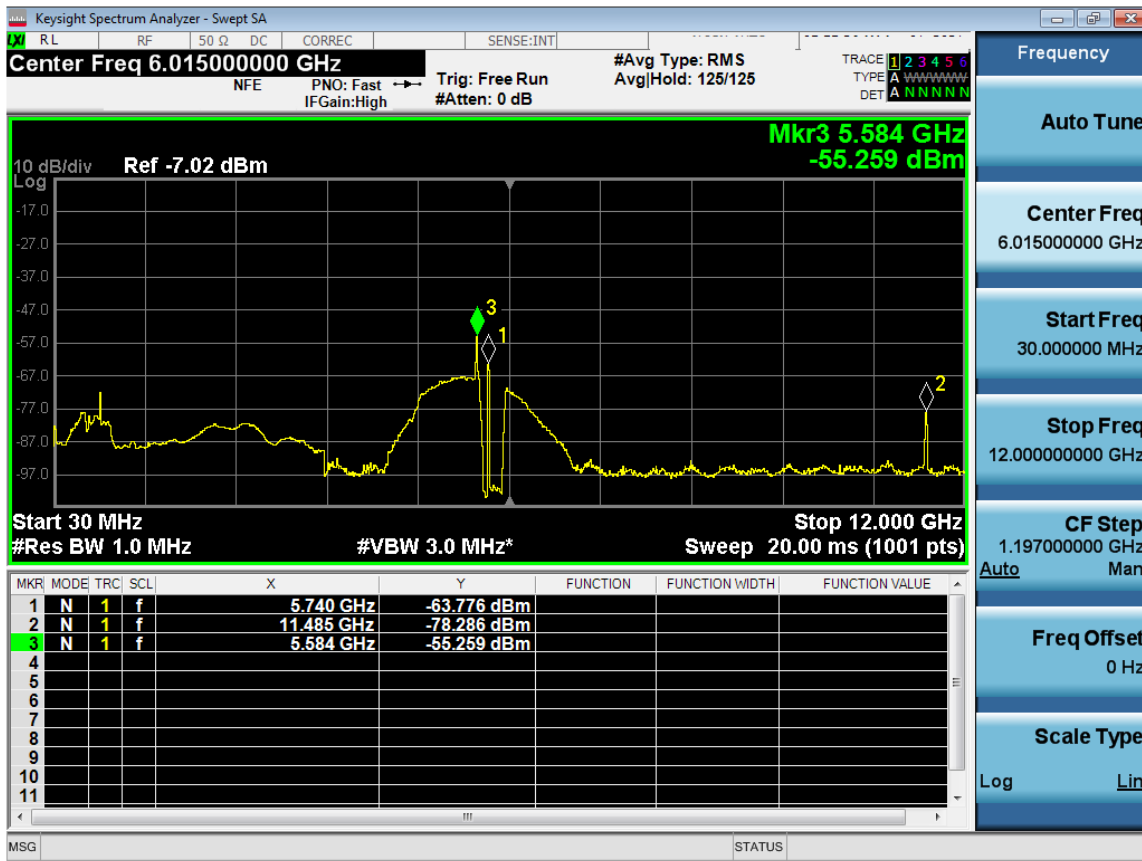 Keysight Spectrum Analyzer - Swept SA
LXI RL RF 50 Ω DC CORREC SENSE:INT
Center Freq 6.015000000 GHz
NFE
PNO: Fast
IFGain:High
Trig: Free Run
#Atten: 0 dB
#Avg Type: RMS
Avg|Hold: 125/125
TRACE 1 2 3 4 5 6
TYPE A WWWWW
DET A N N N N N
Mkr3 5.584 GHz
-55.259 dBm
10 dB/div Ref -7.02 dBm
Log
-17.0
-27.0
-37.0
-47.0
-57.0
-67.0
-77.0
-87.0
-97.0
3
1
2
Start 30 MHz Stop 12.000 GHz
#Res BW 1.0 MHz #VBW 3.0 MHz* Sweep 20.00 ms (1001 pts)
MKR MODE TRC SCL X Y FUNCTION FUNCTION WIDTH FUNCTION VALUE
1 N 1 f 5.740 GHz -63.776 dBm
2 N 1 f 11.485 GHz -78.286 dBm
3 N 1 f 5.584 GHz -55.259 dBm
4
5
6
7
8
9
10
11
MSG STATUS
Frequency
Auto Tune
Center Freq
6.015000000 GHz
Start Freq
30.000000 MHz
Stop Freq
12.000000000 GHz
CF Step
1.197000000 GHz
Auto Man
Freq Offset
0 Hz
Scale Type
Log Lin